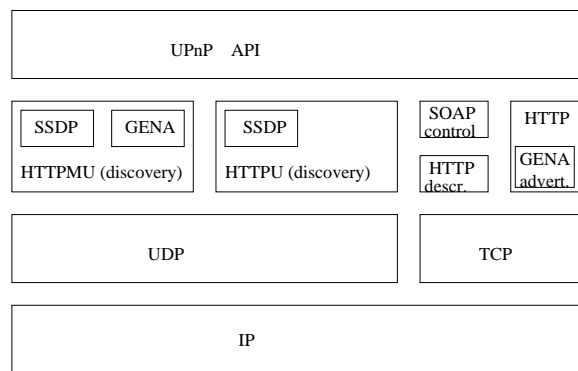 UPnP API
SSDP
GENA
HTTPMU (discovery)
SSDP
HTTPU (discovery)
SOAP
control
HTTP
descr.
HTTP
GENA
advert.
UDP
TCP
IP